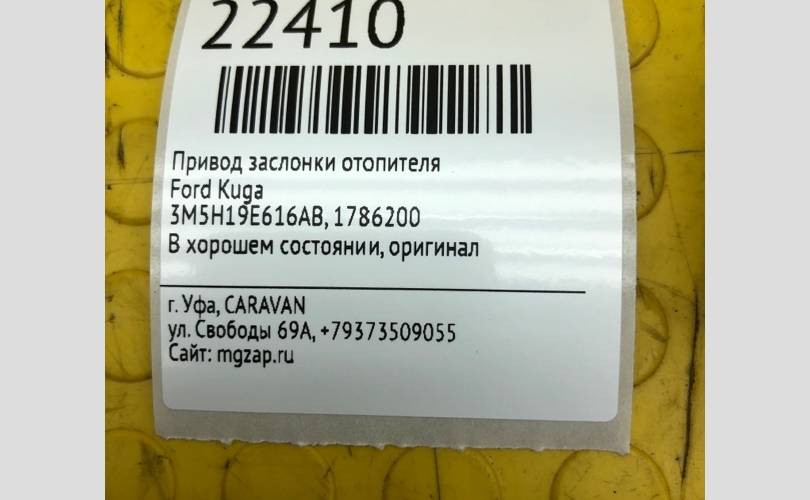 22410
Привод заслонки отопителя
Ford Kuga
3M5H19E616AB, 1786200
В хорошем состоянии, оригинал
г. Уфа, CARAVAN
ул. Свободы 69А, +79373509055
Сайт: mgzap.ru